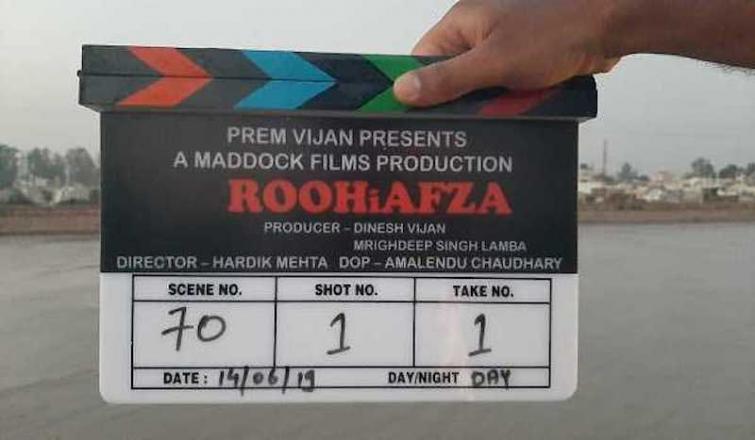 PREM VIJAN PRESENTS
A MADDOCK FILMS PRODUCTION
ROOHiAFZA
PRODUCER – DINESH VIJAN
MRIGHDEEP SINGH LAMBA
DIRECTOR – HARDIK MEHTA DOP – AMALENDU CHAUDHARY
SCENE NO. SHOT NO. TAKE NO.
70 1 1
DATE : 14/06/19 DAY/NIGHT DAY